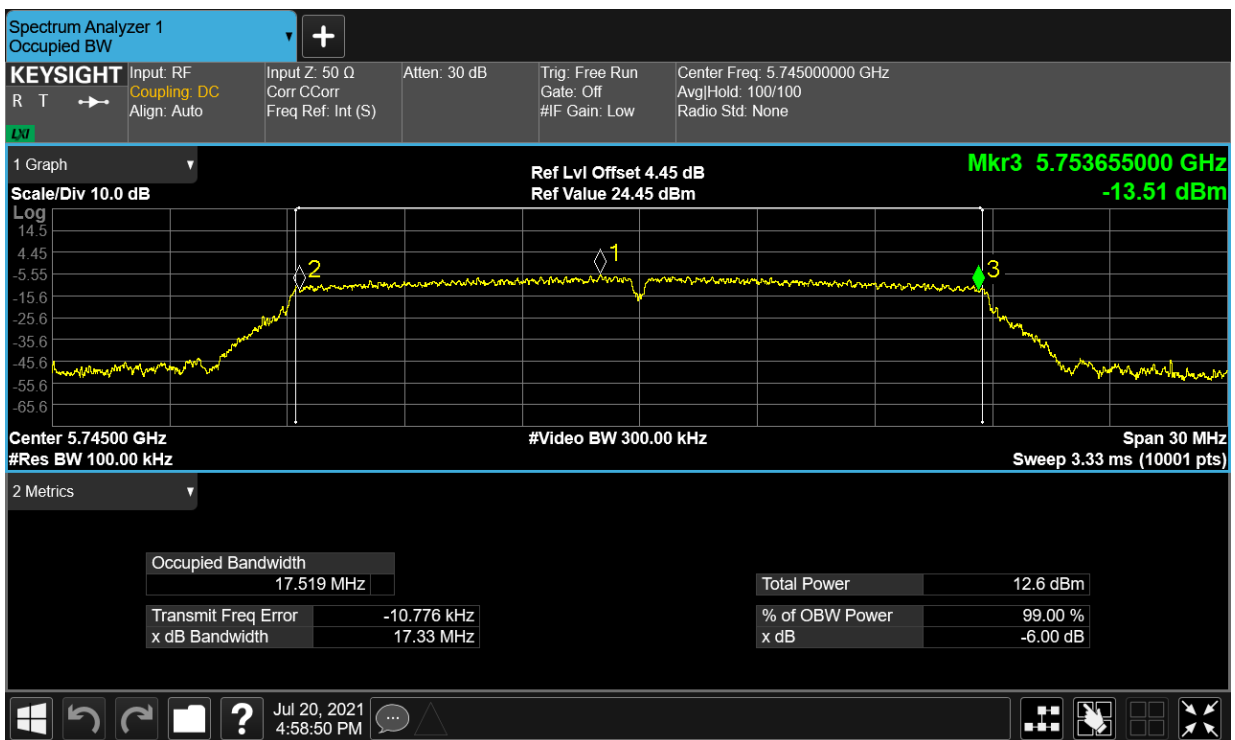 Spectrum Analyzer 1
Occupied BW
KEYSIGHT
R T
LXI
Input: RF
Coupling: DC
Align: Auto
Input Z: 50 Ω
Corr CCorr
Freq Ref: Int (S)
Atten: 30 dB
Trig: Free Run
Gate: Off
#IF Gain: Low
Center Freq: 5.745000000 GHz
Avg|Hold: 100/100
Radio Std: None
1 Graph
Scale/Div 10.0 dB
Ref Lvl Offset 4.45 dB
Ref Value 24.45 dBm
Mkr3 5.753655000 GHz
-13.51 dBm
Log
14.5
4.45
-5.55
-15.6
-25.6
-35.6
-45.6
-55.6
-65.6
2
1
3
Center 5.74500 GHz
#Res BW 100.00 kHz
#Video BW 300.00 kHz
Span 30 MHz
Sweep 3.33 ms (10001 pts)
2 Metrics
Occupied Bandwidth
17.519 MHz
Transmit Freq Error -10.776 kHz
x dB Bandwidth 17.33 MHz
Total Power 12.6 dBm
% of OBW Power 99.00 %
x dB -6.00 dB
?
Jul 20, 2021
4:58:50 PM